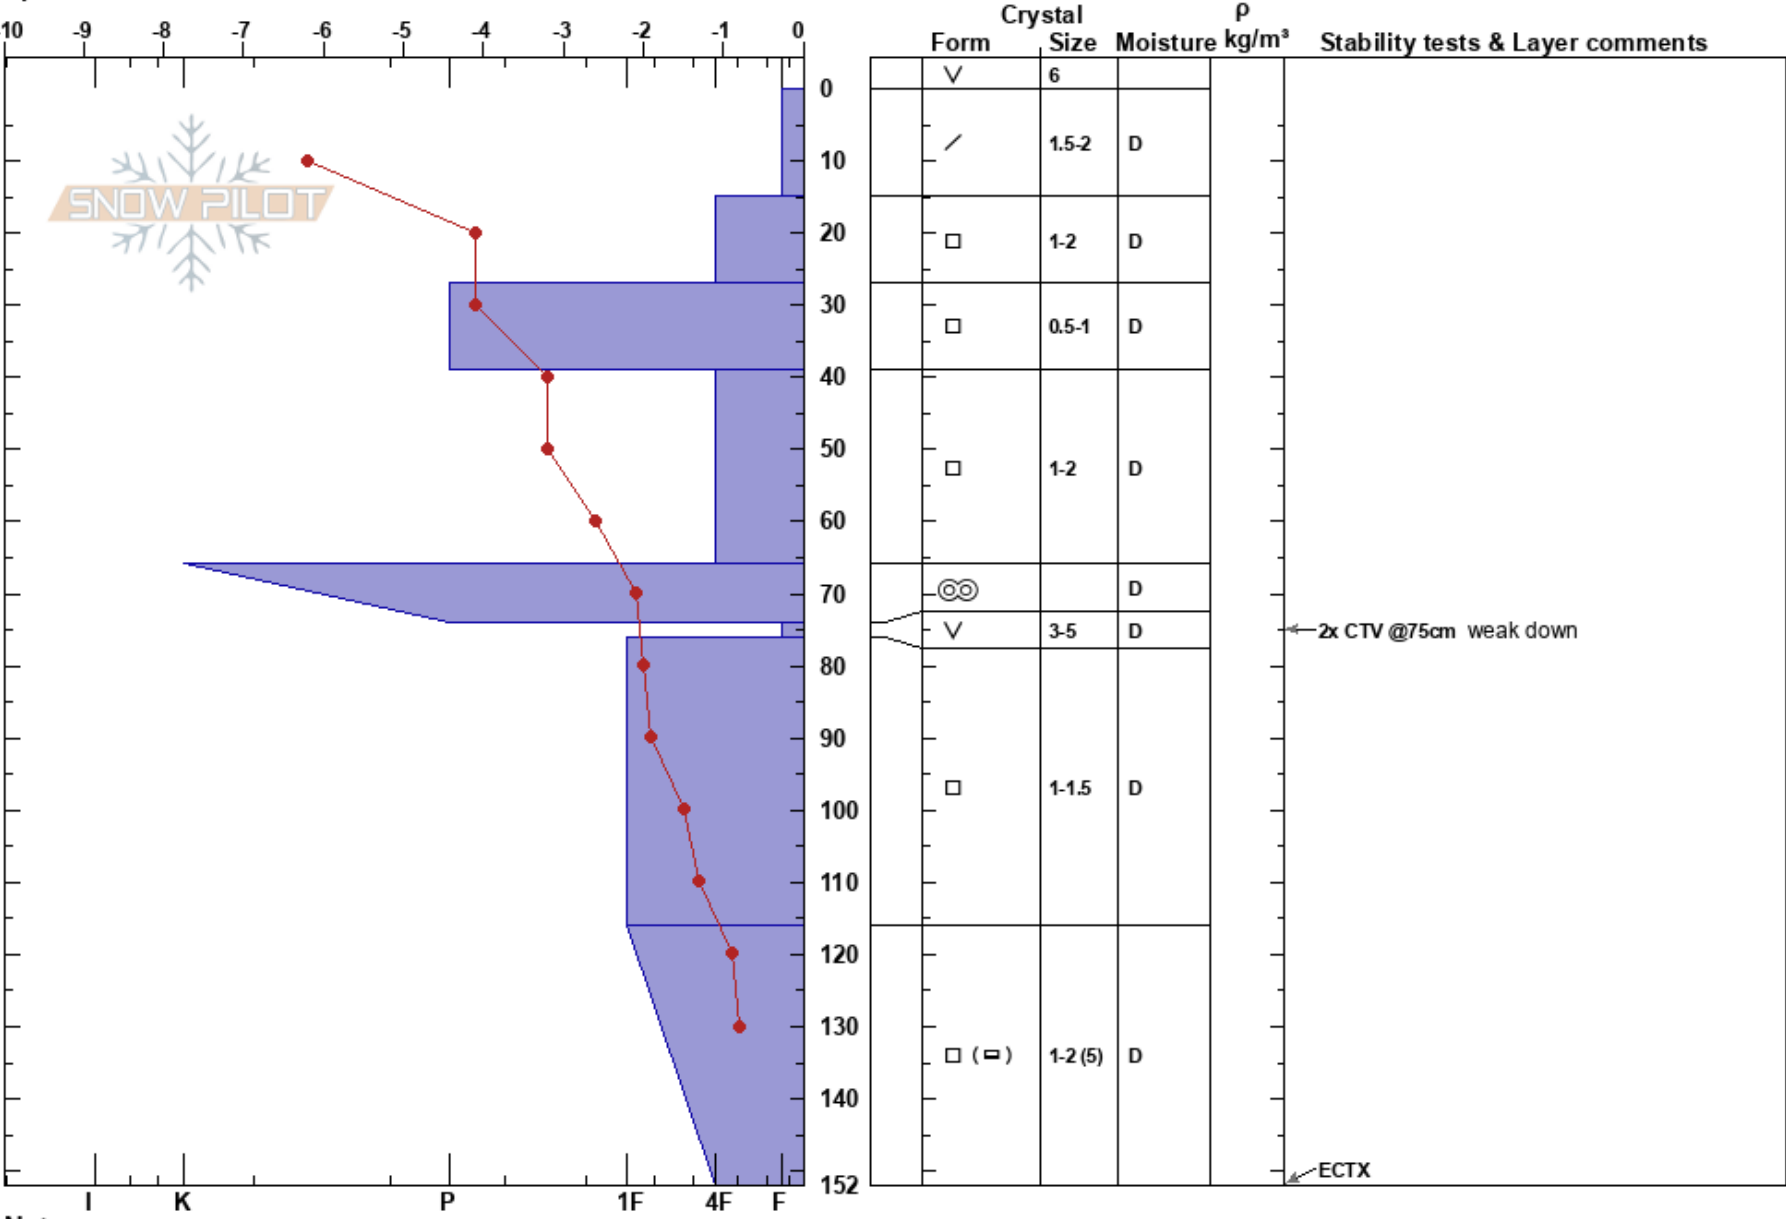 Crystal ρ
Form Size Moisture kg/m³ Stability tests & Layer comments
-10 -9 -8 -7 -6 -5 -4 -3 -2 -1 0
6
0
1.5-2 D
10
SNOW PILOT
20 1-2 D
30 0.5-1 D
40
50 1-2 D
60
70 D
3-5 D 2x CTV @75cm weak down
80
90
1-1.5 D
100
110
120
130
( ) 1-2 (5) D
140
ECTX
152
I K P 1F 4F F